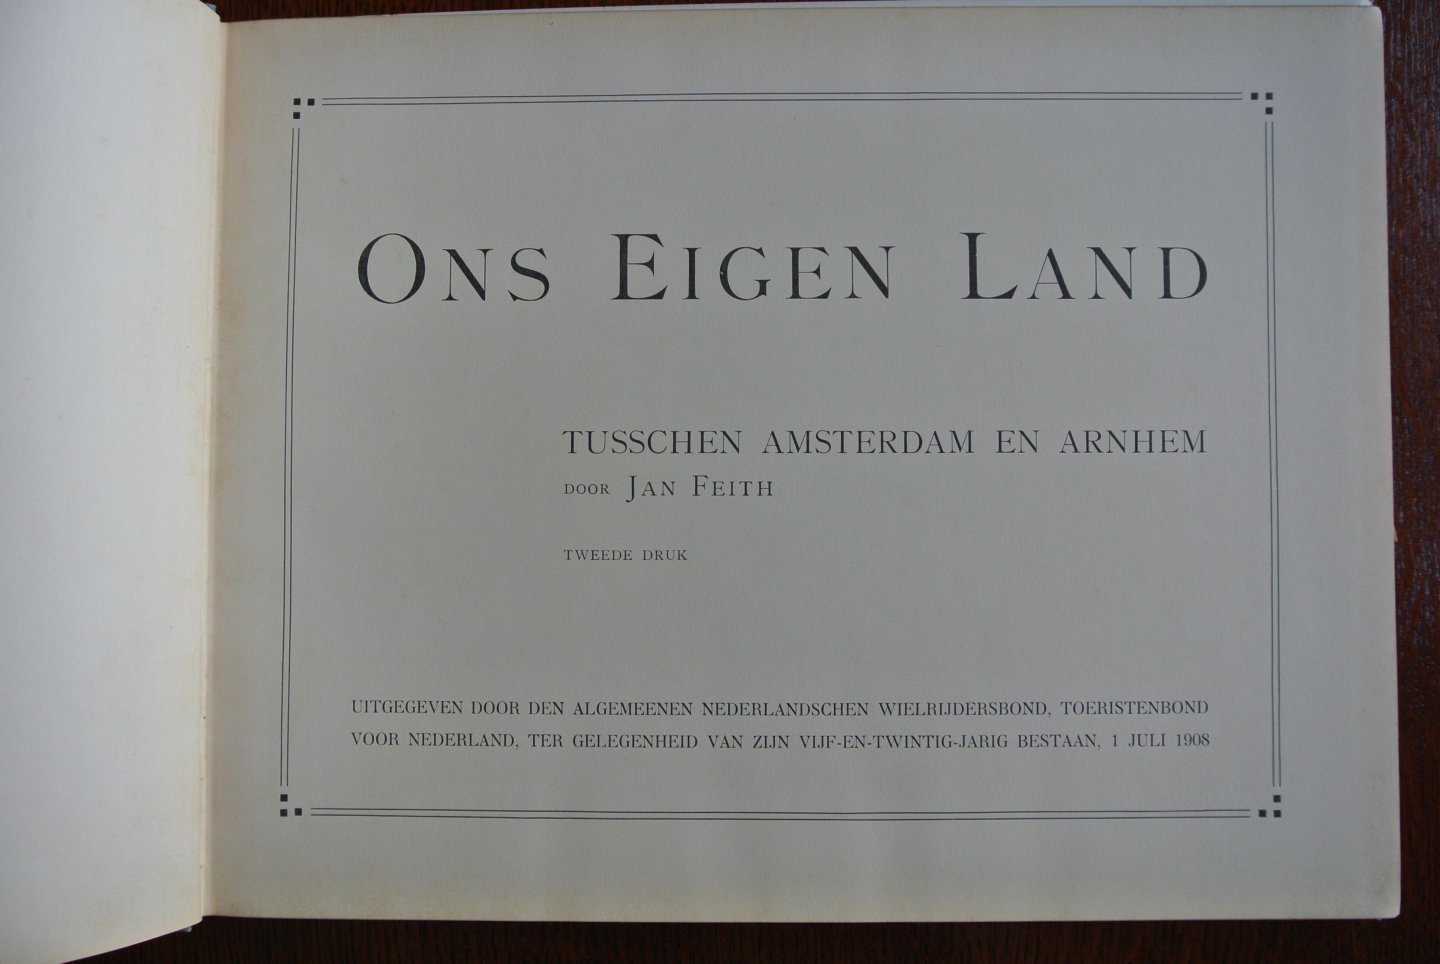 ONS EIGEN LAND
TUSSCHEN AMSTERDAM EN ARNHEM
DOOR JAN FEITH
TWEEDE DRUK
UITGEGEVEN DOOR DEN ALGEMEENEN NEDERLANDSCHEN WIELRIJDERSBOND, TOERISTENBOND
VOOR NEDERLAND, TER GELEGENHEID VAN ZIJN VIJF-EN-TWINTIG-JARIG BESTAAN, 1 JULI 1908